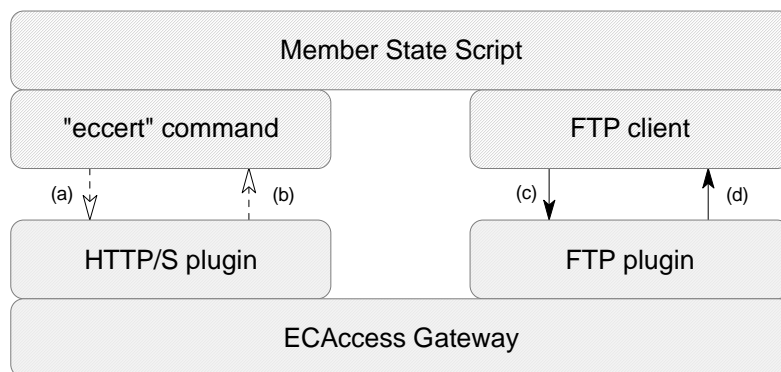 Member State Script
"eccert" command
FTP client
(a)
(b)
(c)
(d)
HTTP/S plugin
FTP plugin
ECAccess Gateway